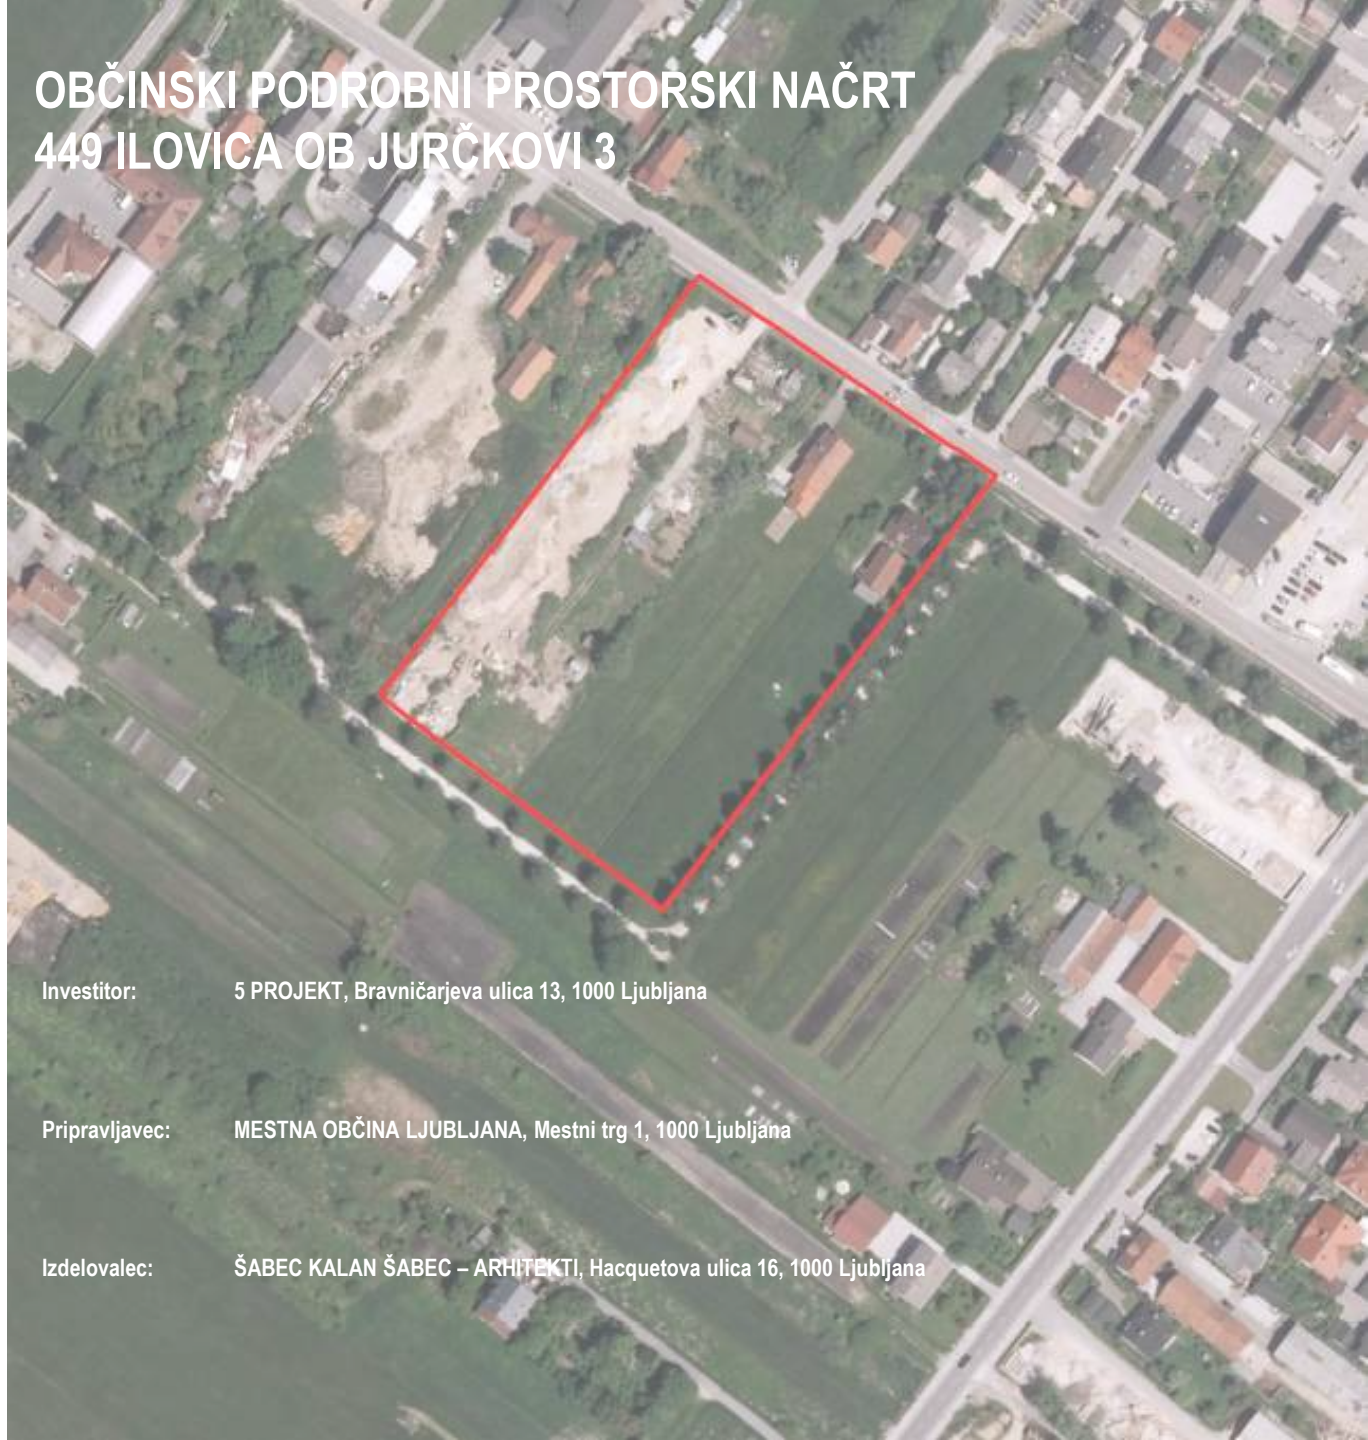 OBČINSKI PODROBNI PROSTORSKI NAČRT
449 ILOVICA OB JURČKOVI 3
Investitor: 5 PROJEKT, Bravničarjeva ulica 13, 1000 Ljubljana
Pripravljavec: MESTNA OBČINA LJUBLJANA, Mestni trg 1, 1000 Ljubljana
Izdelovalec: ŠABEC KALAN ŠABEC – ARHITEKTI, Hacquetova ulica 16, 1000 Ljubljana